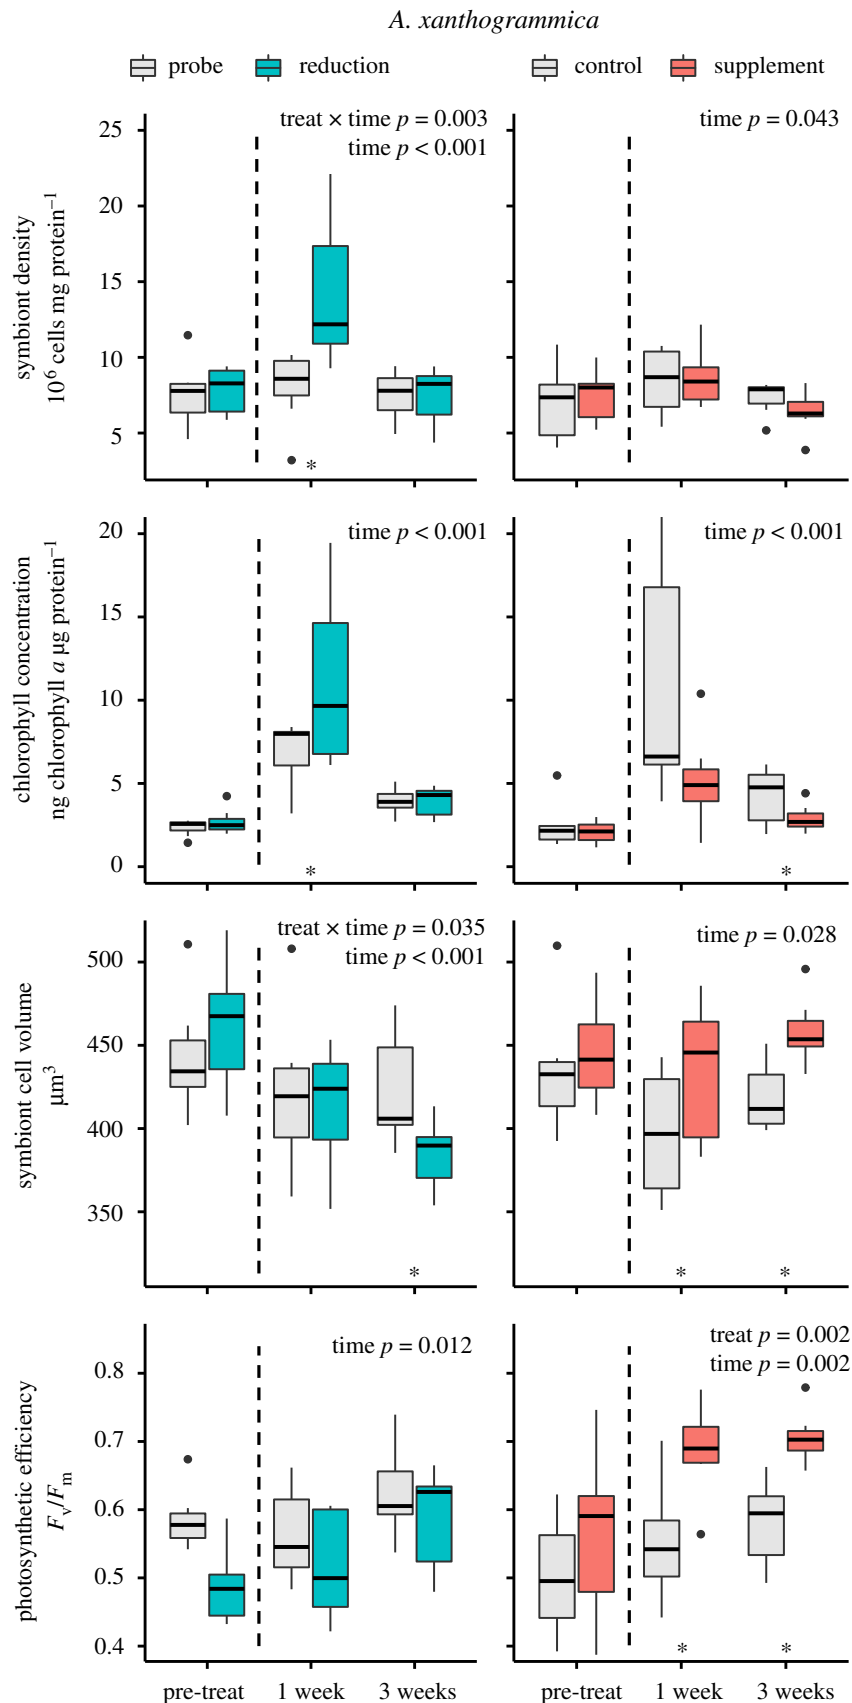 A. xanthogrammica
probe reduction control supplement
symbiont density
10⁶ cells mg protein⁻¹
25
20
15
10
5
treat × time p = 0.003
time p < 0.001
*
time p = 0.043
chlorophyll concentration
ng chlorophyll a µg protein⁻¹
20
15
10
5
0
time p < 0.001
*
time p < 0.001
*
symbiont cell volume
µm³
500
450
400
350
treat × time p = 0.035
time p < 0.001
*
time p = 0.028
* *
photosynthetic efficiency
Fᵥ/Fₘ
0.8
0.7
0.6
0.5
0.4
time p = 0.012
treat p = 0.002
time p = 0.002
* *
pre-treat 1 week 3 weeks pre-treat 1 week 3 weeks